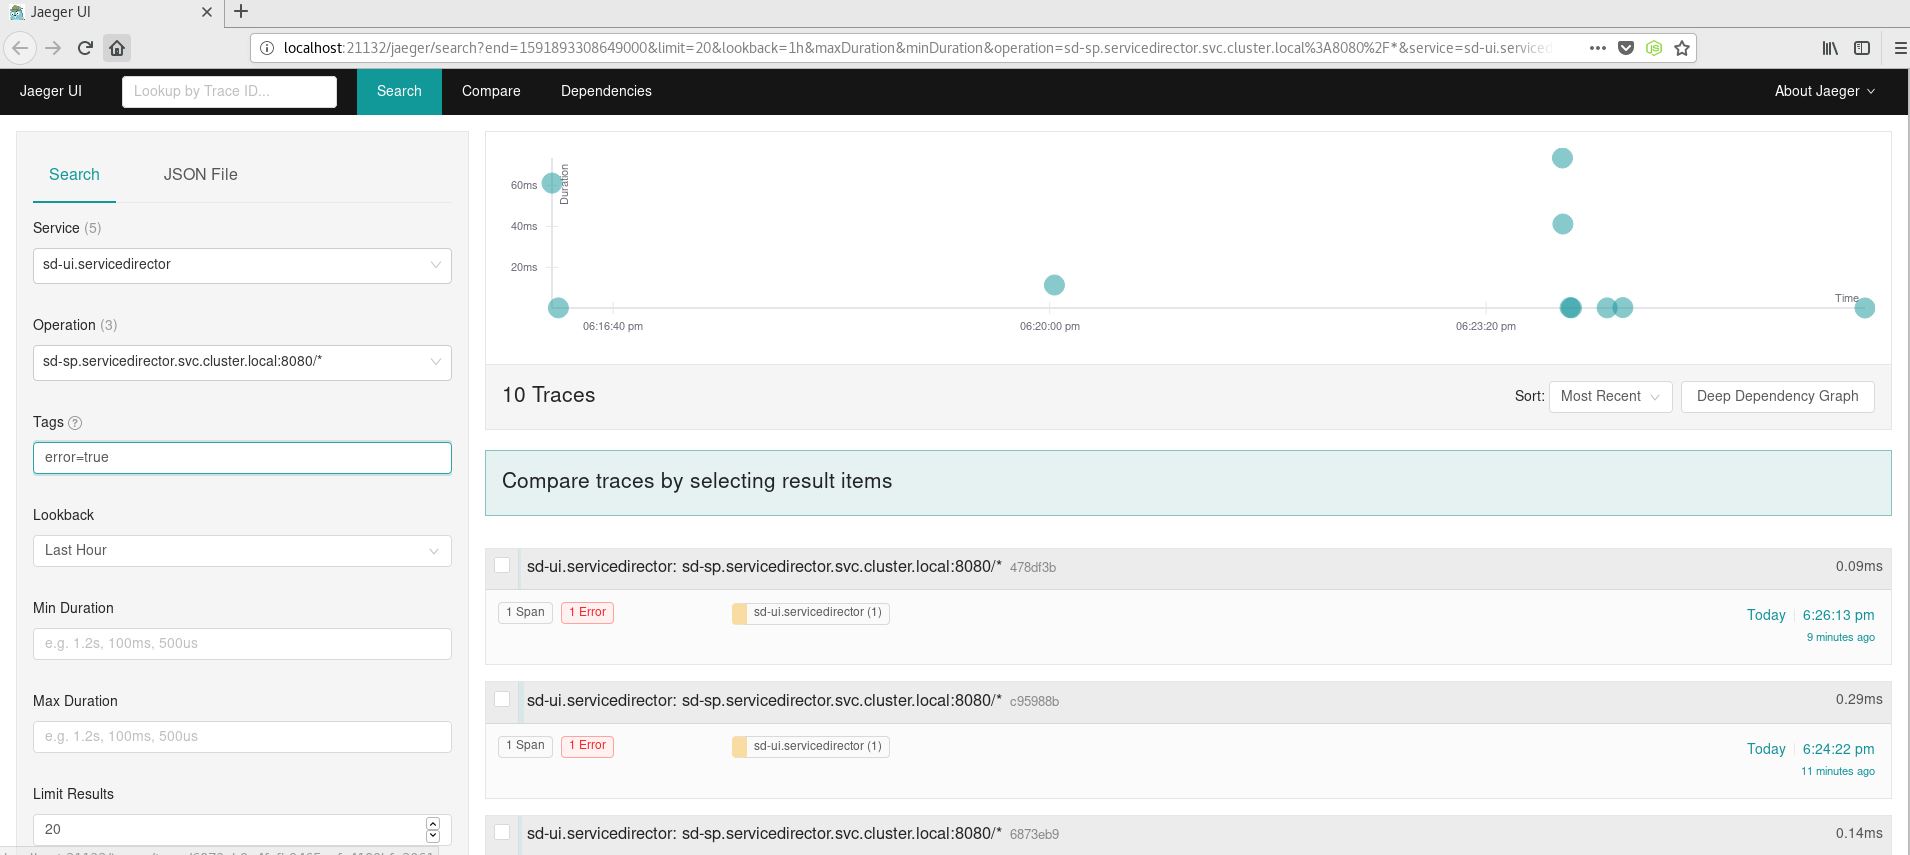 Jaeger UI
localhost:21132/jaeger/search?end=1591893308649000&limit=20&lookback=1h&maxDuration&minDuration&operation=sd-sp.servicedirector.svc.cluster.local%3A8080%2F*&service=sd-ui.serviced
Jaeger UI
Lookup by Trace ID...
Search
Compare
Dependencies
About Jaeger
Search
JSON File
Service (5)
sd-ui.servicedirector
Operation (3)
sd-sp.servicedirector.svc.cluster.local:8080/*
Tags ?
error=true
Lookback
Last Hour
Min Duration
e.g. 1.2s, 100ms, 500us
Max Duration
e.g. 1.2s, 100ms, 500us
Limit Results
20
Duration
60ms
40ms
20ms
Time
06:16:40 pm
06:20:00 pm
06:23:20 pm
10 Traces
Sort: Most Recent
Deep Dependency Graph
Compare traces by selecting result items
sd-ui.servicedirector: sd-sp.servicedirector.svc.cluster.local:8080/* 478df3b
0.09ms
1 Span
1 Error
sd-ui.servicedirector (1)
Today 6:26:13 pm
9 minutes ago
sd-ui.servicedirector: sd-sp.servicedirector.svc.cluster.local:8080/* c95988b
0.29ms
1 Span
1 Error
sd-ui.servicedirector (1)
Today 6:24:22 pm
11 minutes ago
sd-ui.servicedirector: sd-sp.servicedirector.svc.cluster.local:8080/* 6873eb9
0.14ms